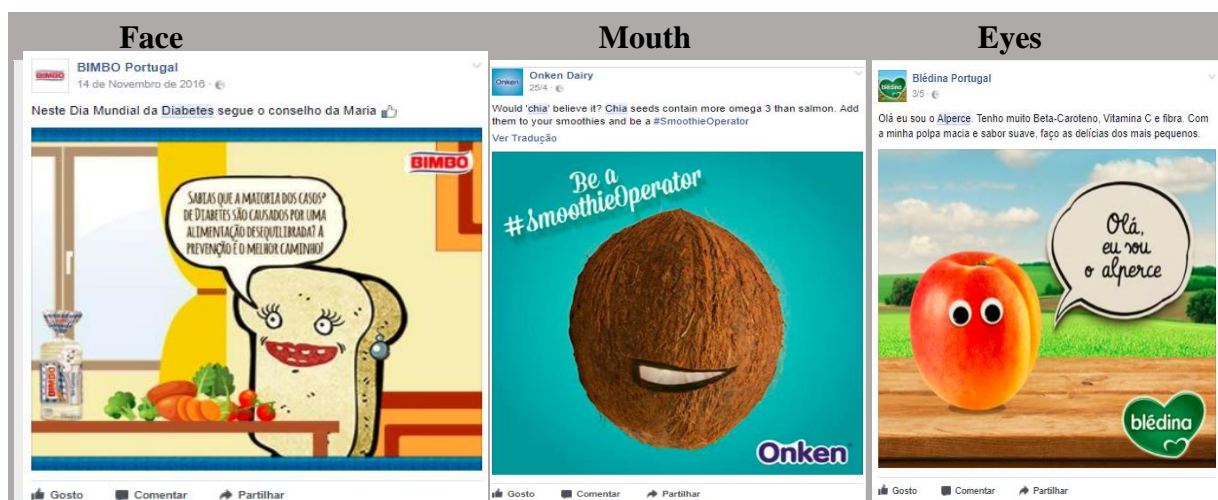 Face
Mouth
Eyes
BIMBO
BIMBO Portugal
14 de Novembro de 2016
Neste Dia Mundial da Diabetes segue o conselho da Maria
BIMBO
SABIAS QUE A MAIORIA DOS CASOS
DE DIABETES SÃO CAUSADOS POR UMA
ALIMENTAÇÃO DESEQUILIBRADA? A
PREVENÇÃO É O MELHOR CAMINHO!
BIMBO
Gosto
Comentar
Partilhar
Onken
Onken Dairy
25/4
Would 'chia' believe it? Chia seeds contain more omega 3 than salmon. Add
them to your smoothies and be a #SmoothieOperator
Ver Tradução
Be a
#SmoothieOperator
Onken
Gosto
Comentar
Partilhar
blédina
Blédina Portugal
3/5
Olá eu sou o Alperce. Tenho muito Beta-Caroteno, Vitamina C e fibra. Com
a minha polpa macia e sabor suave, faço as delícias dos mais pequenos.
Olá,
eu sou
o alperce
blédina
Gosto
Comentar
Partilhar